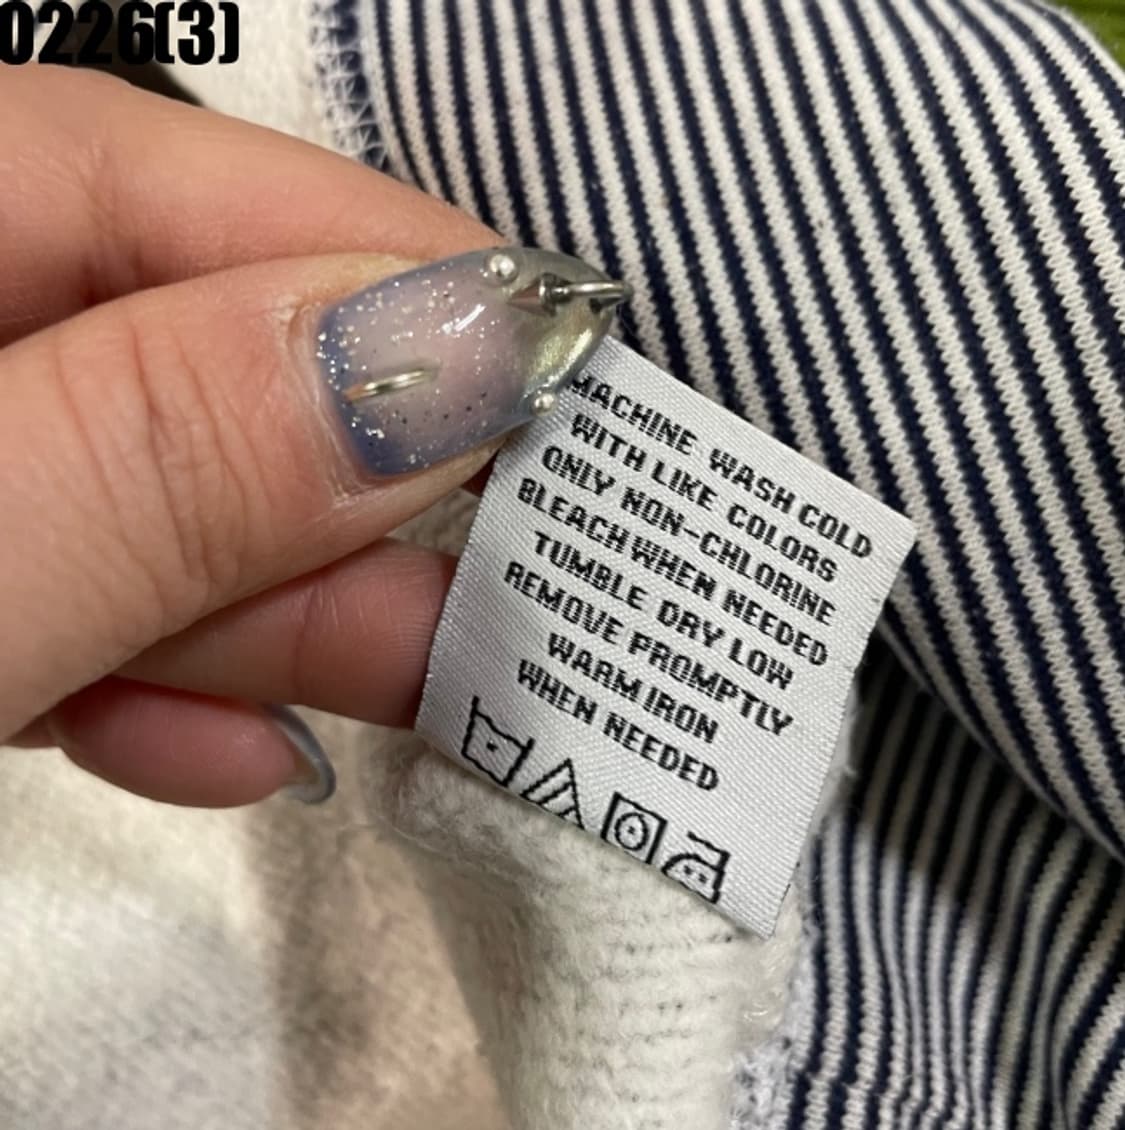 0226(3)
MACHINE WASH COLD
WITH LIKE COLORS
ONLY NON-CHLORINE
BLEACH WHEN NEEDED
TUMBLE DRY LOW
REMOVE PROMPTLY
WARM IRON
WHEN NEEDED